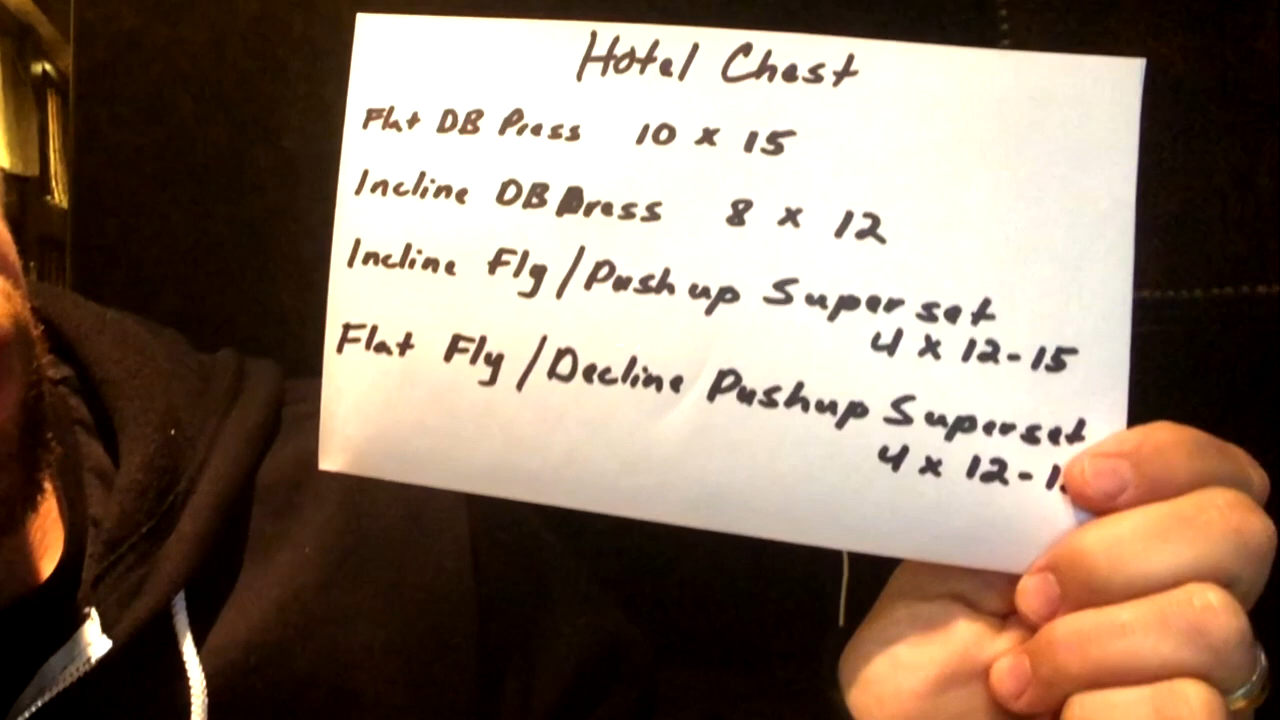 Hotel Chest
Flat DB Press 10 x 15
Incline DB Press 8 x 12
Incline Fly/Pushup Superset
4 x 12-15
Flat Fly/Decline Pushup Superset
4 x 12-1